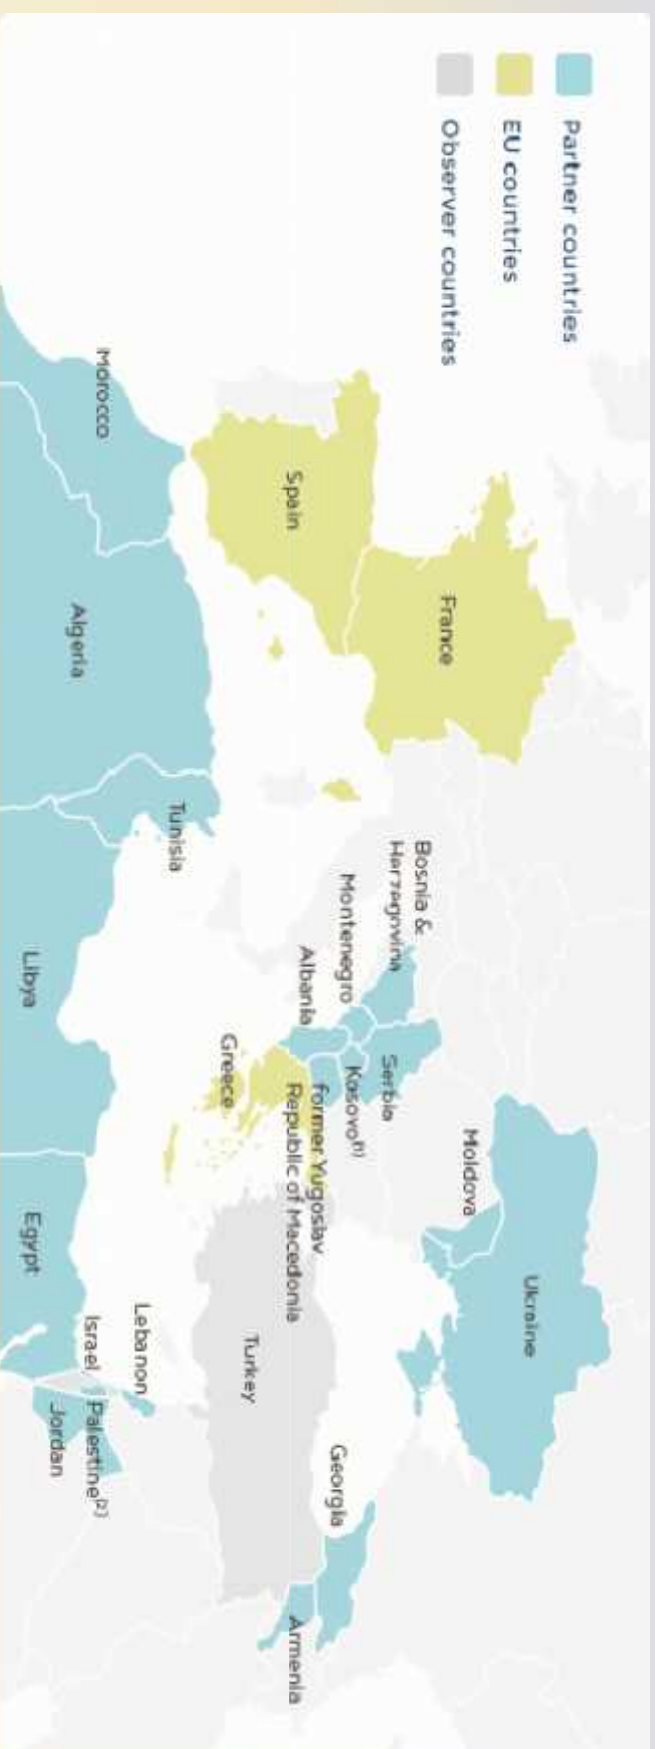 Partner countries
EU countries
Observer countries
France
Spain
Morocco
Algeria
Tunisia
Libya
Egypt
Bosnia &
Herzegovina
Montenegro
Albania
Greece
Serbia
Kosovo⁽¹⁾
former Yugoslav
Republic of Macedonia
Moldova
Ukraine
Turkey
Georgia
Armenia
Lebanon
Israel
Palestine⁽²⁾
Jordan